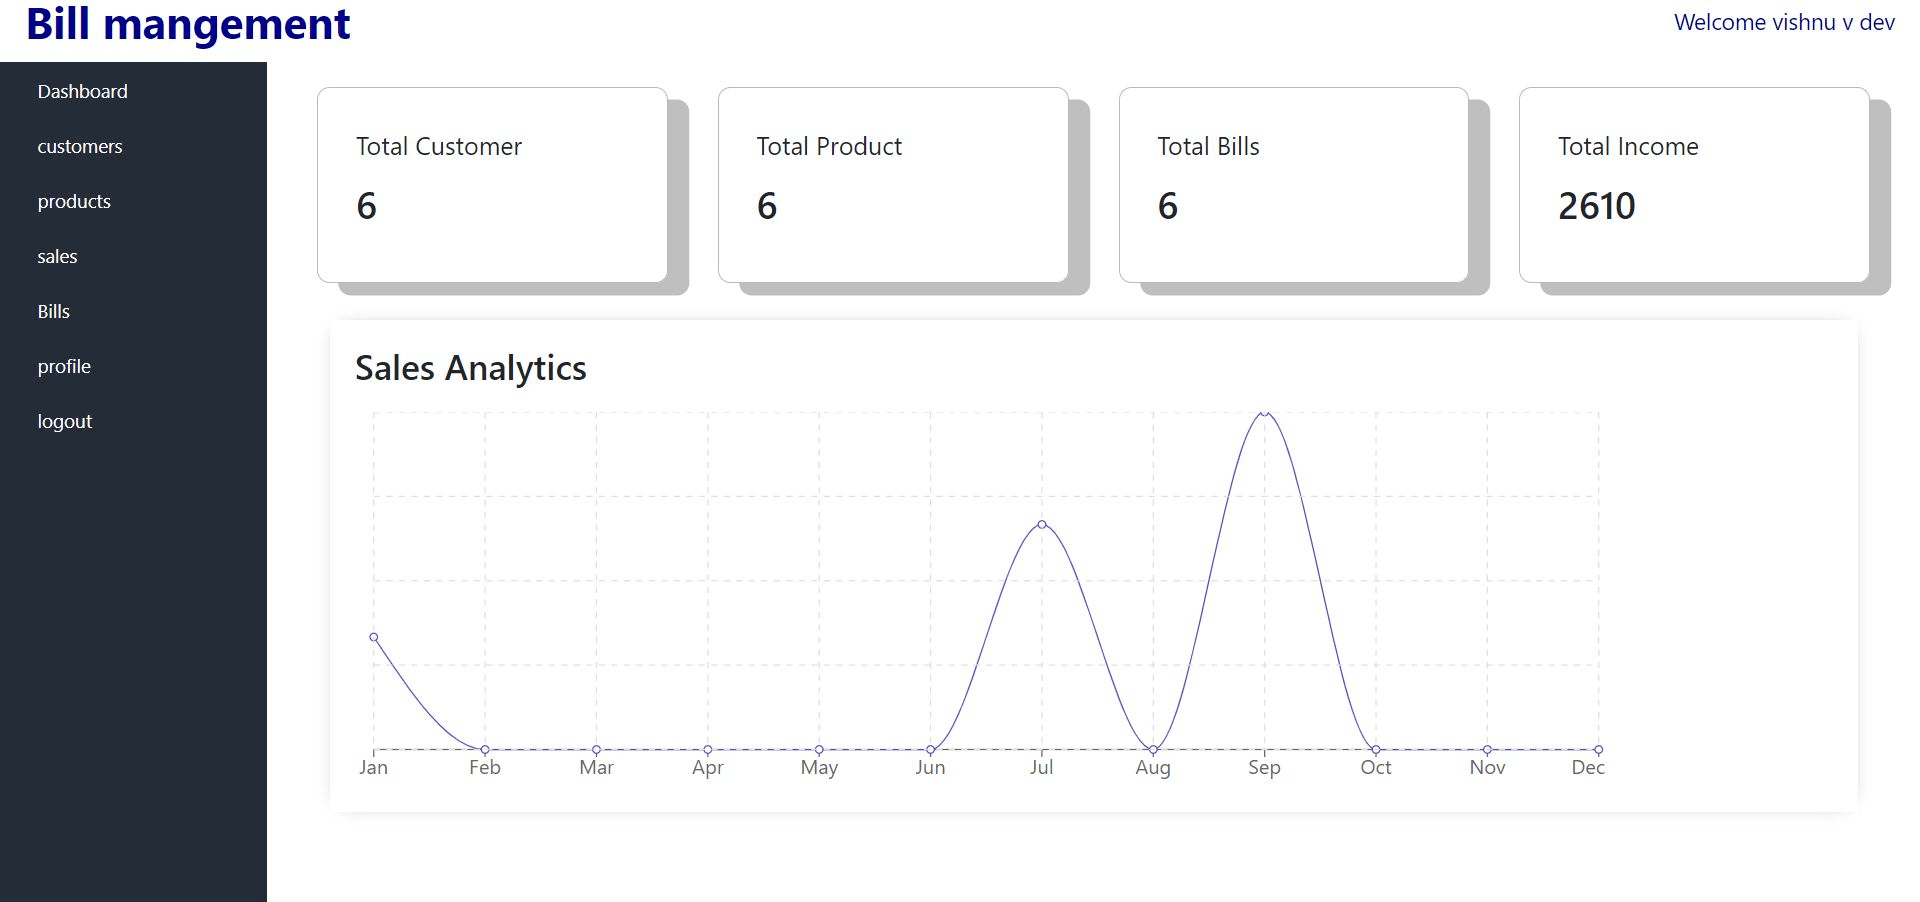 Bill mangement
Welcome vishnu v dev
Dashboard
customers
products
sales
Bills
profile
logout
Total Customer
6
Total Product
6
Total Bills
6
Total Income
2610
Sales Analytics
Jan Feb Mar Apr May Jun Jul Aug Sep Oct Nov Dec